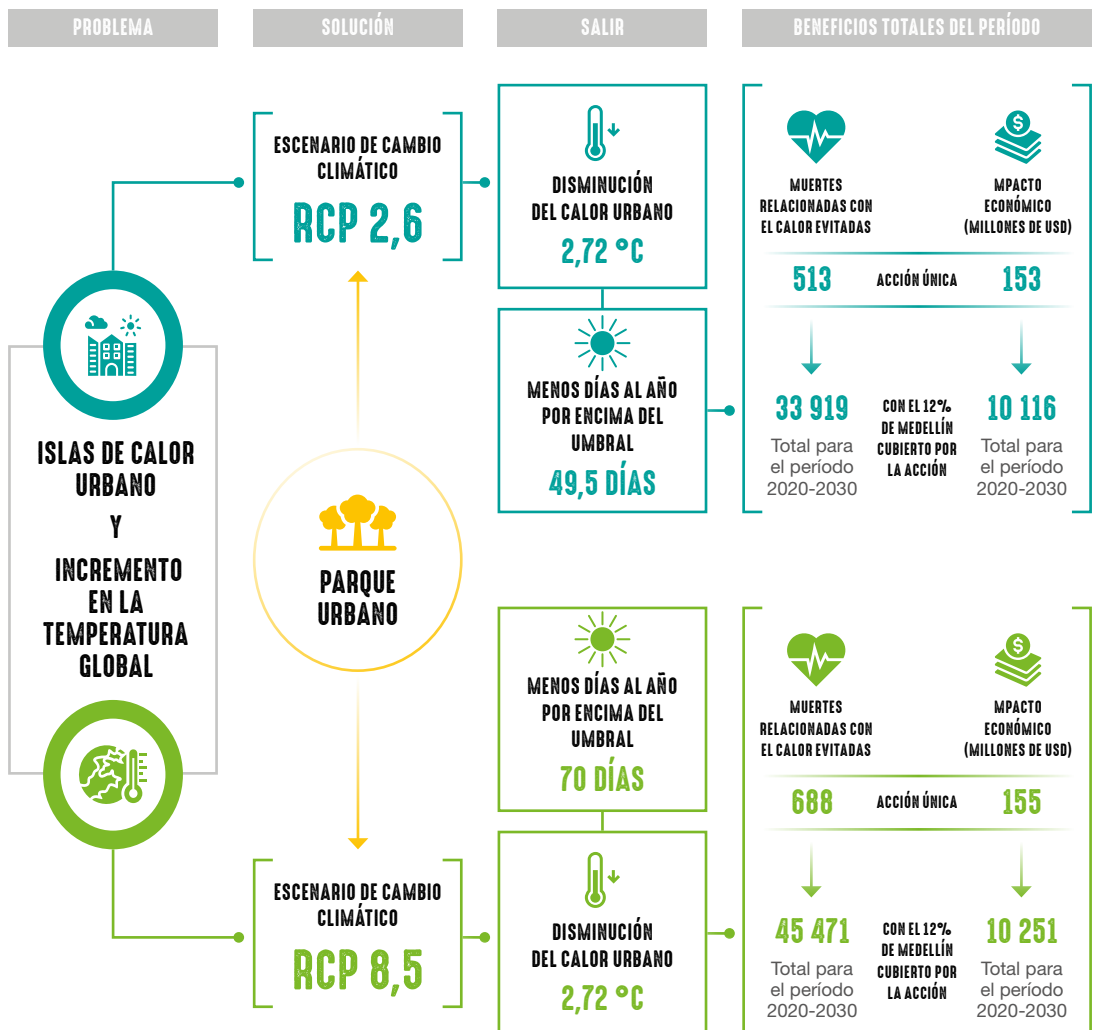 PROBLEMA
SOLUCIÓN
SALIR
BENEFICIOS TOTALES DEL PERÍODO
ISLAS DE CALOR
URBANO
Y
INCREMENTO
EN LA
TEMPERATURA
GLOBAL
ESCENARIO DE CAMBIO
CLIMÁTICO
RCP 2,6
PARQUE
URBANO
ESCENARIO DE CAMBIO
CLIMÁTICO
RCP 8,5
DISMINUCIÓN
DEL CALOR URBANO
2,72 °C
MENOS DÍAS AL AÑO
POR ENCIMA DEL
UMBRAL
49,5 DÍAS
MUERTES
RELACIONADAS CON
EL CALOR EVITADAS
MPACTO
ECONÓMICO
(MILLONES DE USD)
513
ACCIÓN ÚNICA
153
33 919
Total para
el período
2020-2030
CON EL 12%
DE MEDELLÍN
CUBIERTO POR
LA ACCIÓN
10 116
Total para
el período
2020-2030
MENOS DÍAS AL AÑO
POR ENCIMA DEL
UMBRAL
70 DÍAS
DISMINUCIÓN
DEL CALOR URBANO
2,72 °C
MUERTES
RELACIONADAS CON
EL CALOR EVITADAS
MPACTO
ECONÓMICO
(MILLONES DE USD)
688
ACCIÓN ÚNICA
155
45 471
Total para
el período
2020-2030
CON EL 12%
DE MEDELLÍN
CUBIERTO POR
LA ACCIÓN
10 251
Total para
el período
2020-2030